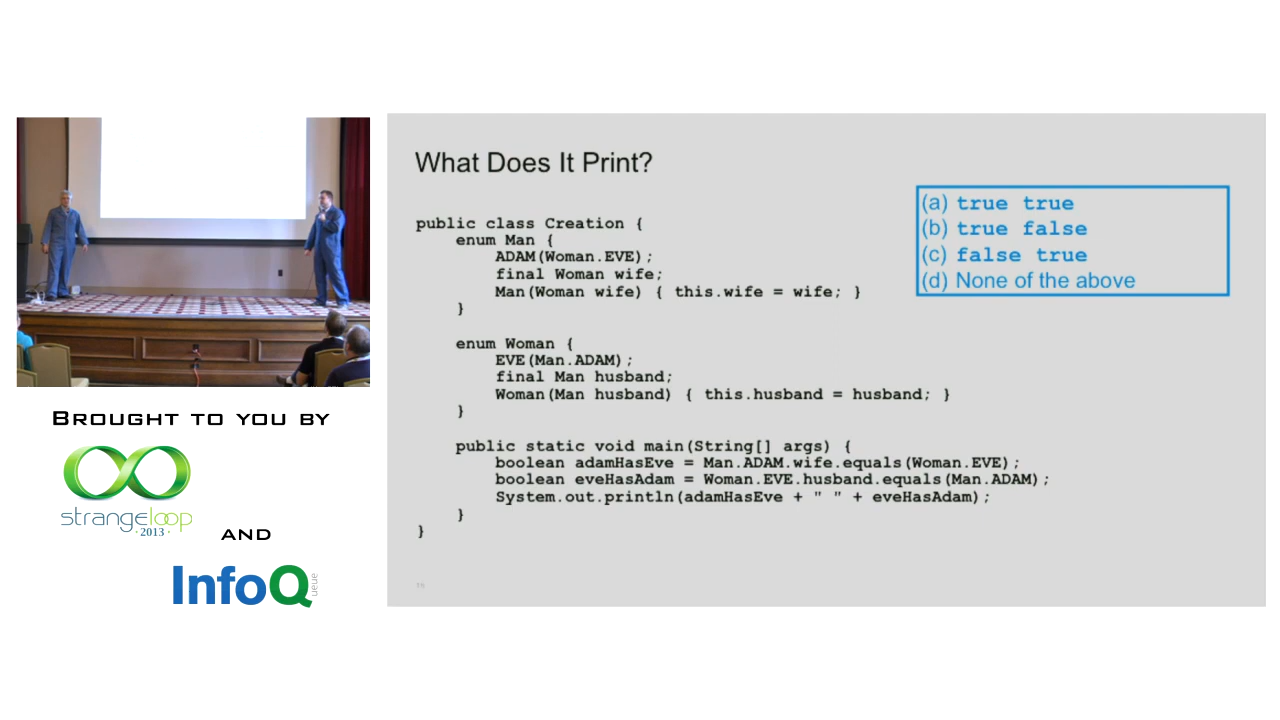 What Does It Print?
(a) true true
(b) true false
(c) false true
(d) None of the above
public class Creation {
enum Man {
ADAM(Woman.EVE);
final Woman wife;
Man(Woman wife) { this.wife = wife; }
}
enum Woman {
EVE(Man.ADAM);
final Man husband;
Woman(Man husband) { this.husband = husband; }
}
public static void main(String[] args) {
boolean adamHasEve = Man.ADAM.wife.equals(Woman.EVE);
boolean eveHasAdam = Woman.EVE.husband.equals(Man.ADAM);
System.out.println(adamHasEve + " " + eveHasAdam);
}
}
BROUGHT TO YOU BY
strangeloop
· 2013 ·
AND
InfoQ
ueue